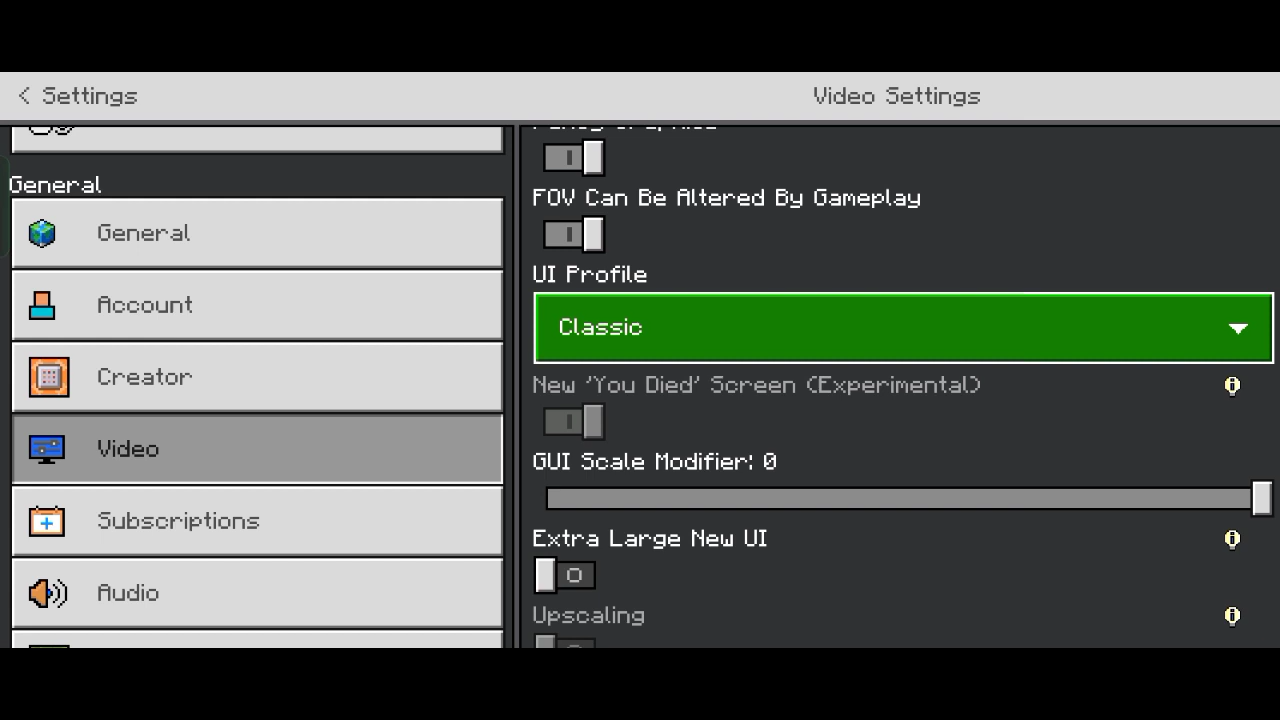 Settings
Video Settings
General
General
Account
Creator
Video
Subscriptions
Audio
FOV Can Be Altered By Gameplay
UI Profile
Classic
New 'You Died' Screen (Experimental)
GUI Scale Modifier: 0
Extra Large New UI
Upscaling